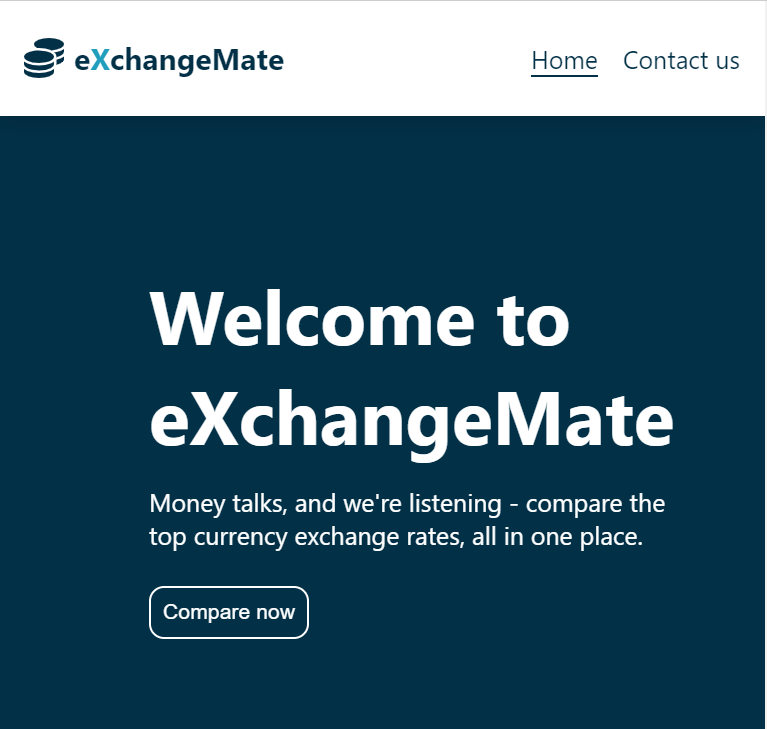 eXchangeMate
Home
Contact us
Welcome to
eXchangeMate
Money talks, and we're listening - compare the
top currency exchange rates, all in one place.
Compare now